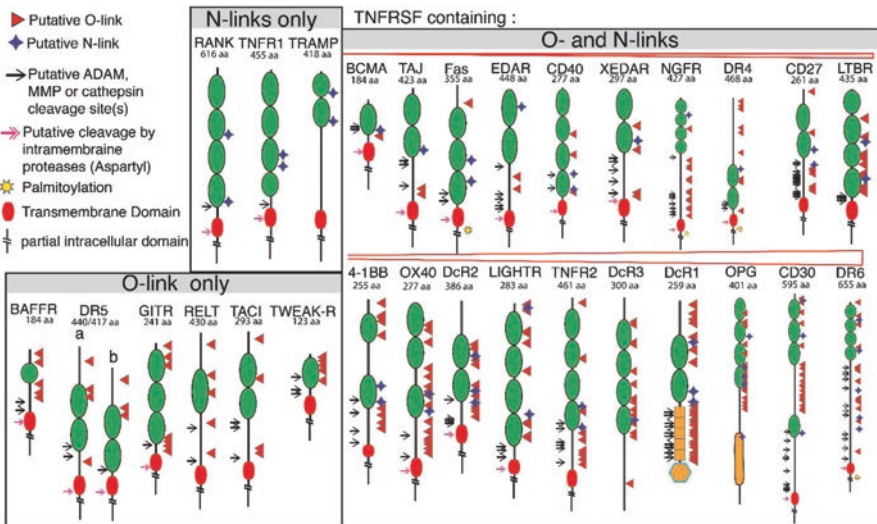 Putative O-link
Putative N-link
Putative ADAM,
MMP or cathepsin
cleavage site(s)
Putative cleavage by
intramembraine
proteases (Aspartyl)
Palmitoylation
Transmembrane Domain
partial intracellular domain
N-links only
RANK TNFR1 TRAMP
616 aa 455 aa 418 aa
TNFRSF containing :
O- and N-links
BCMA TAJ Fas EDAR CD40 XEDAR NGFR DR4 CD27 LTBR
184 aa 423 aa 355 aa 448 aa 277 aa 297 aa 427 aa 468 aa 261 aa 435 aa
4-1BB OX40 DcR2 LIGHTR TNFR2 DcR3 DcR1 OPG CD30 DR6
255 aa 277 aa 386 aa 283 aa 461 aa 300 aa 259 aa 401 aa 595 aa 655 aa
O-link only
BAFFR DR5 GITR RELT TACI TWEAK-R
184 aa 440/417 aa 241 aa 430 aa 293 aa 123 aa
a b